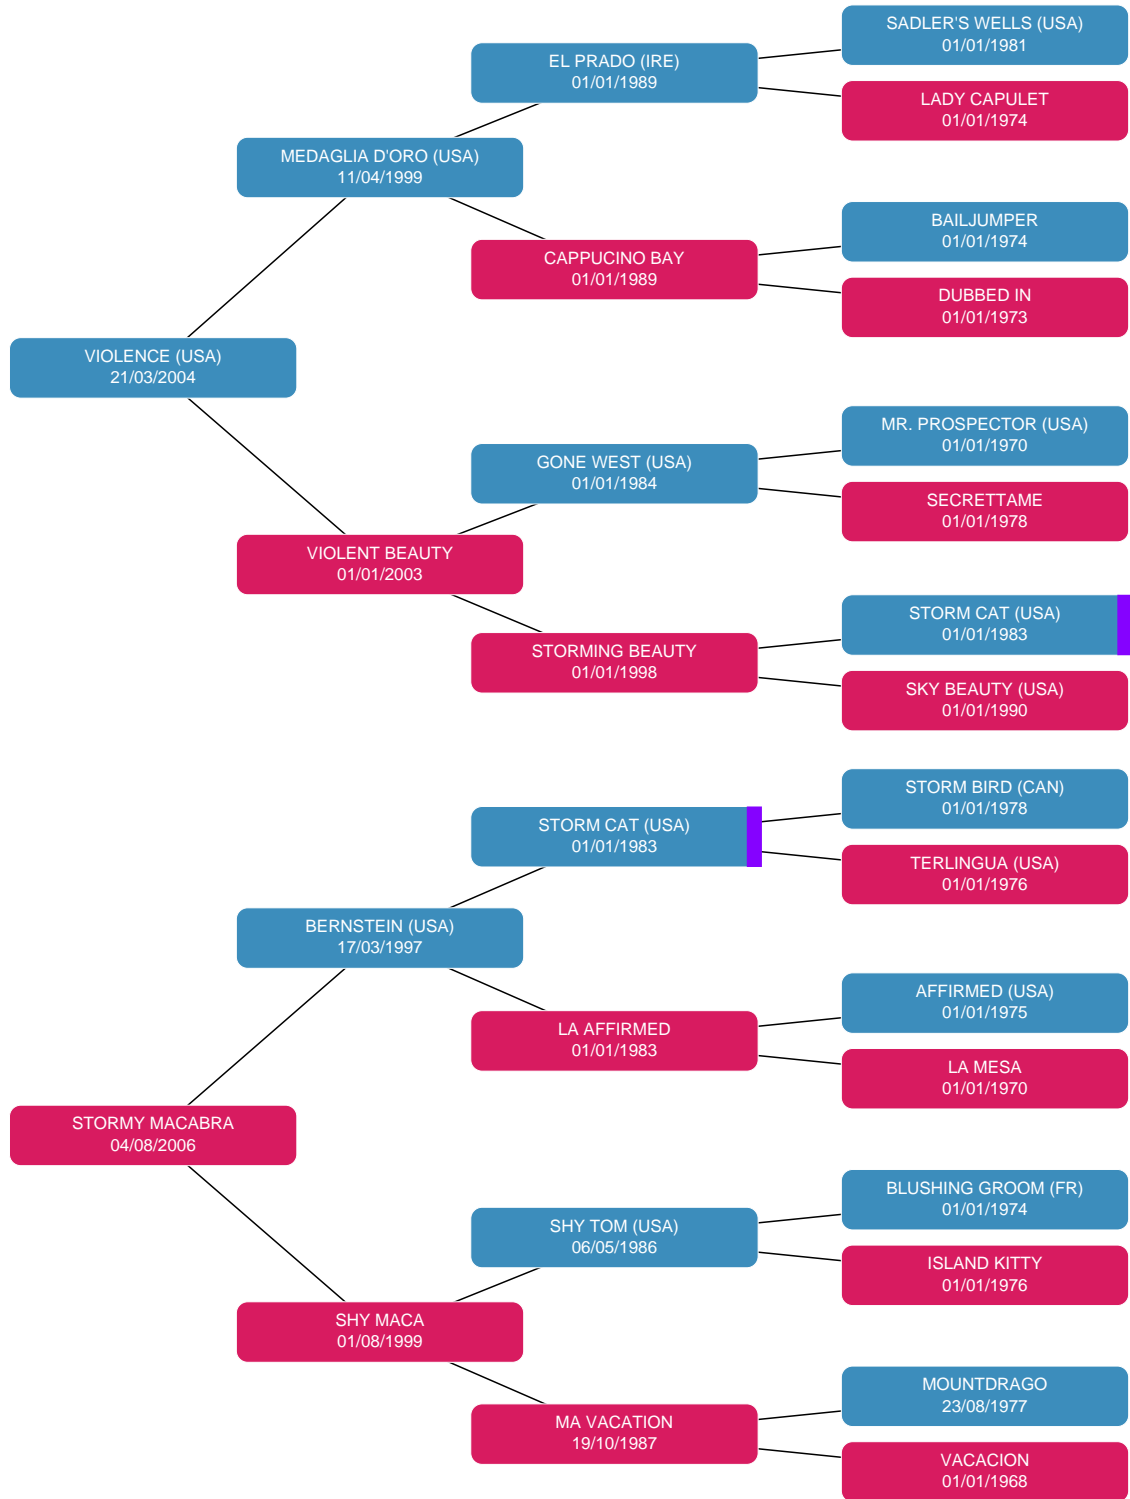 SADLER'S WELLS (USA)
01/01/1981
EL PRADO (IRE)
01/01/1989
LADY CAPULET
01/01/1974
MEDAGLIA D'ORO (USA)
11/04/1999
BAILJUMPER
01/01/1974
CAPPUCINO BAY
01/01/1989
DUBBED IN
01/01/1973
VIOLENCE (USA)
21/03/2004
MR. PROSPECTOR (USA)
01/01/1970
GONE WEST (USA)
01/01/1984
SECRETTAME
01/01/1978
VIOLENT BEAUTY
01/01/2003
STORM CAT (USA)
01/01/1983
STORMING BEAUTY
01/01/1998
SKY BEAUTY (USA)
01/01/1990
STORM BIRD (CAN)
01/01/1978
STORM CAT (USA)
01/01/1983
TERLINGUA (USA)
01/01/1976
BERNSTEIN (USA)
17/03/1997
AFFIRMED (USA)
01/01/1975
LA AFFIRMED
01/01/1983
LA MESA
01/01/1970
STORMY MACABRA
04/08/2006
BLUSHING GROOM (FR)
01/01/1974
SHY TOM (USA)
06/05/1986
ISLAND KITTY
01/01/1976
SHY MACA
01/08/1999
MOUNTDRAGO
23/08/1977
MA VACATION
19/10/1987
VACACION
01/01/1968